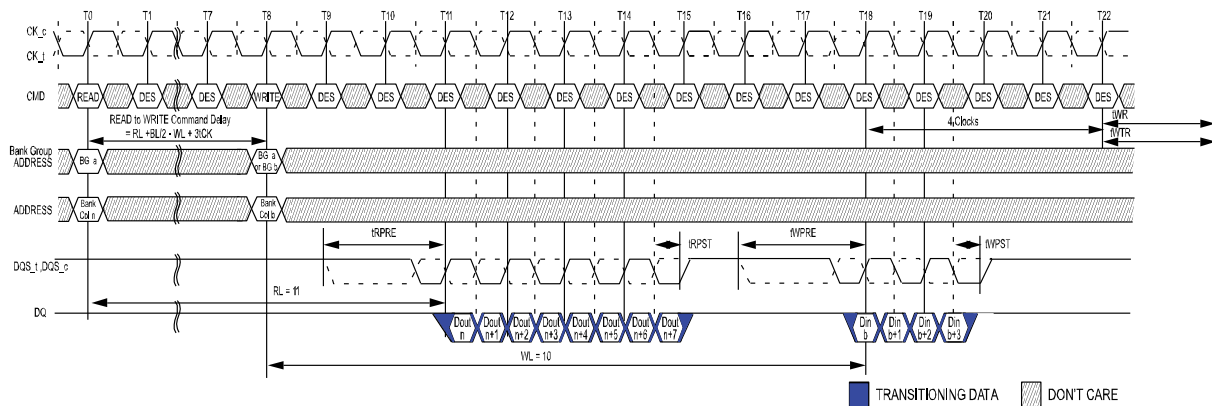 T0 T1 T7 T8 T9 T10 T11 T12 T13 T14 T15 T16 T17 T18 T19 T20 T21 T22
CK_c
CK_t
CMD READ DES DES WRITE DES DES DES DES DES DES DES DES DES DES DES DES DES DES
READ to WRITE Command Delay
= RL +BL/2 - WL + 3tCK
4 Clocks
tWR
tWTR
Bank Group
ADDRESS
BG a
BG a
or BG b
ADDRESS
Bank
Col n
Bank
Col b
tRPRE
tRPST
tWPRE
tWPST
DQS_t ,DQS_c
RL = 11
DQ
Dout
n
Dout
n+1
Dout
n+2
Dout
n+3
Dout
n+4
Dout
n+5
Dout
n+6
Dout
n+7
Din
b
Din
b+1
Din
b+2
Din
b+3
WL = 10
TRANSITIONING DATA
DON'T CARE